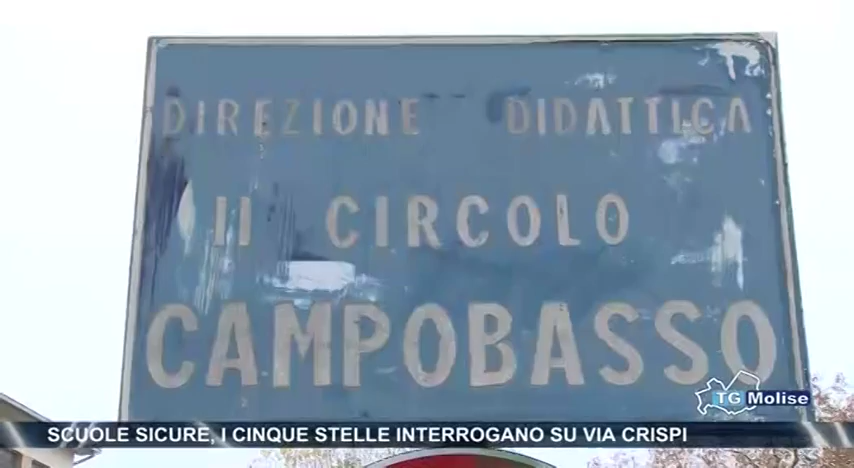 DIREZIONE DIDATTICA
II CIRCOLO
CAMPOBASSO
TG Molise
SCUOLE SICURE, I CINQUE STELLE INTERROGANO SU VIA CRISPI